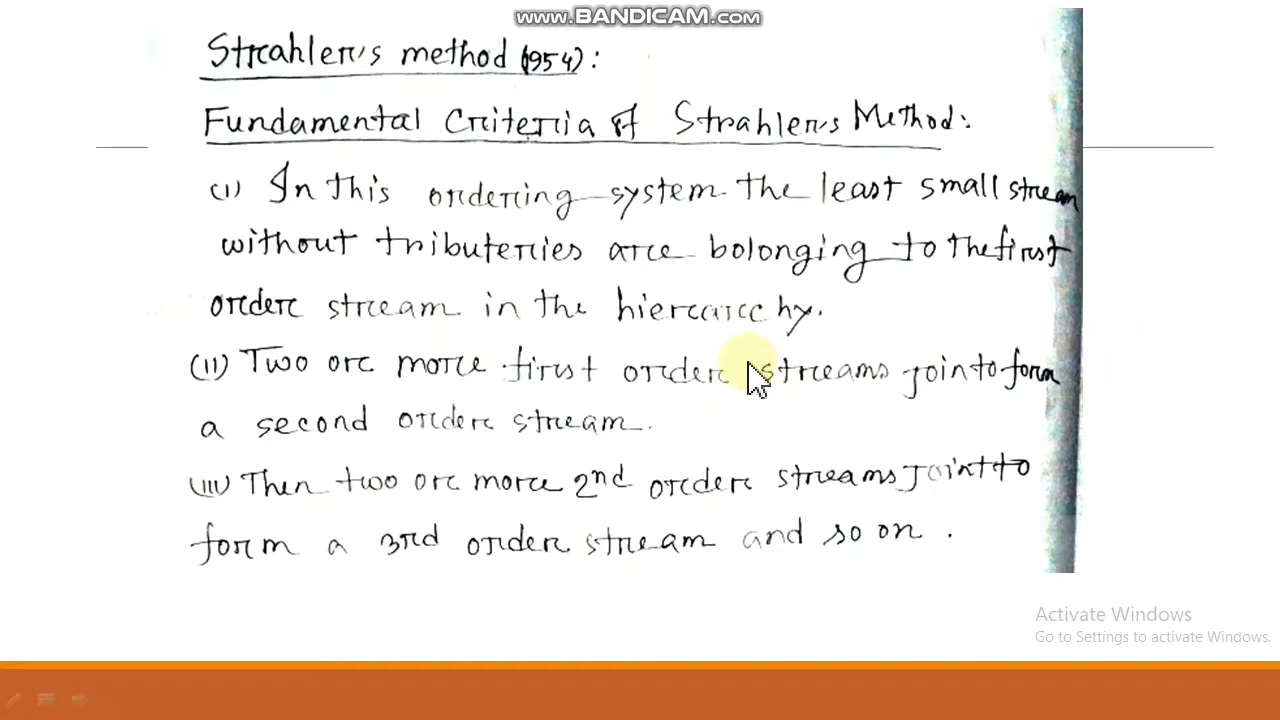 www.BANDICAM.com
Strahler's method (1954):
Fundamental Criteria of Strahler's Method:
(I) In this ordering system the least small stream
without tributeries are bolonging to the first
order stream in the hierarchy.
(II) Two or more first order streams join to form
a second order stream.
(III) Then two or more 2nd order streams joint to
form a 3rd order stream and so on.
Activate Windows
Go to Settings to activate Windows.